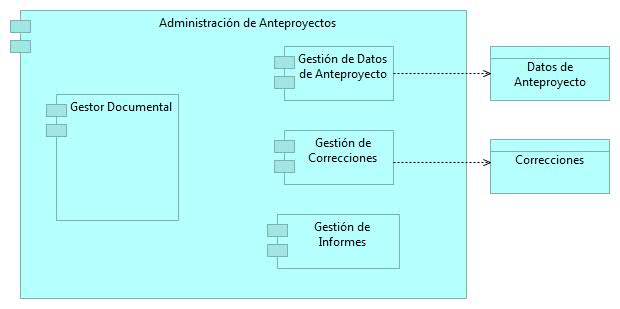 Administración de Anteproyectos
Gestión de Datos
de Anteproyecto
Datos de
Anteproyecto
Gestor Documental
Gestión de
Correcciones
Correcciones
Gestión de
Informes